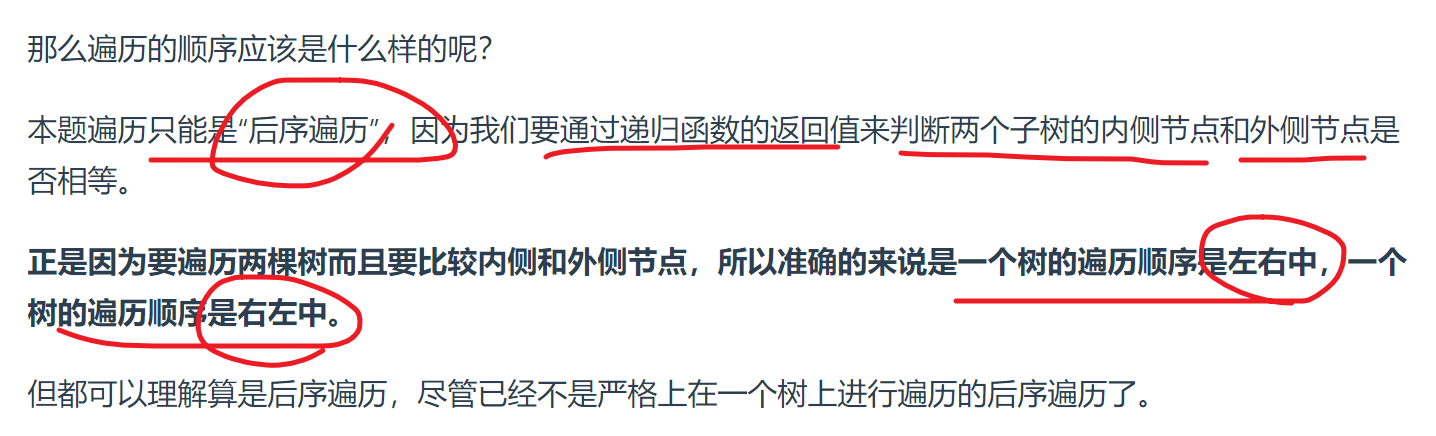 那么遍历的顺序应该是什么样的呢？
本题遍历只能是“后序遍历”，因为我们要通过递归函数的返回值来判断两个子树的内侧节点和外侧节点是
否相等。
正是因为要遍历两棵树而且要比较内侧和外侧节点，所以准确的来说是一个树的遍历顺序是左右中，一个
树的遍历顺序是右左中。
但都可以理解算是后序遍历，尽管已经不是严格上在一个树上进行遍历的后序遍历了。